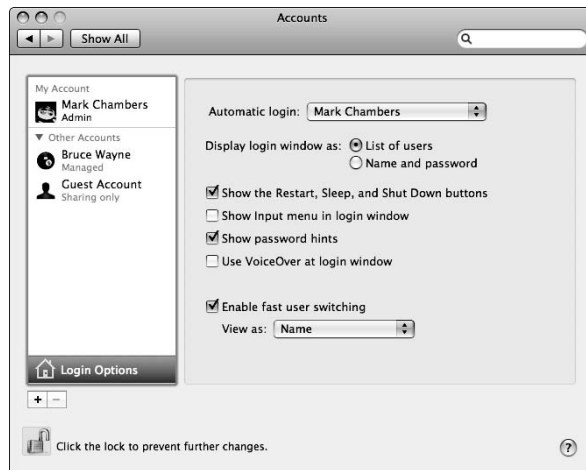 Accounts
Show All
My Account
Mark Chambers
Admin
Other Accounts
Bruce Wayne
Managed
Guest Account
Sharing only
Login Options
Automatic login: Mark Chambers
Display login window as: List of users
Name and password
Show the Restart, Sleep, and Shut Down buttons
Show Input menu in login window
Show password hints
Use VoiceOver at login window
Enable fast user switching
View as: Name
+ −
Click the lock to prevent further changes.
?